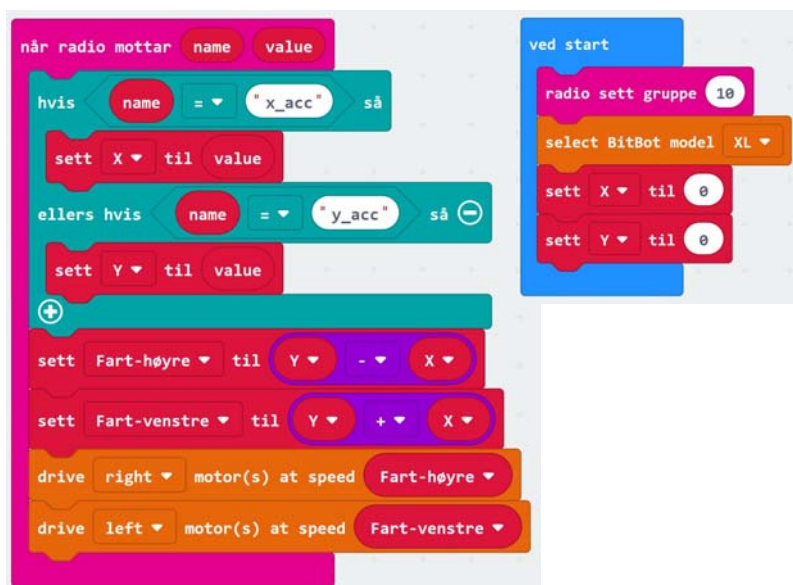 når radio mottar name value
hvis name = "x_acc" så
sett X til value
ellers hvis name = "y_acc" så
sett Y til value
sett Fart-høyre til Y - X
sett Fart-venstre til Y + X
drive right motor(s) at speed Fart-høyre
drive left motor(s) at speed Fart-venstre
ved start
radio sett gruppe 10
select BitBot model XL
sett X til 0
sett Y til 0